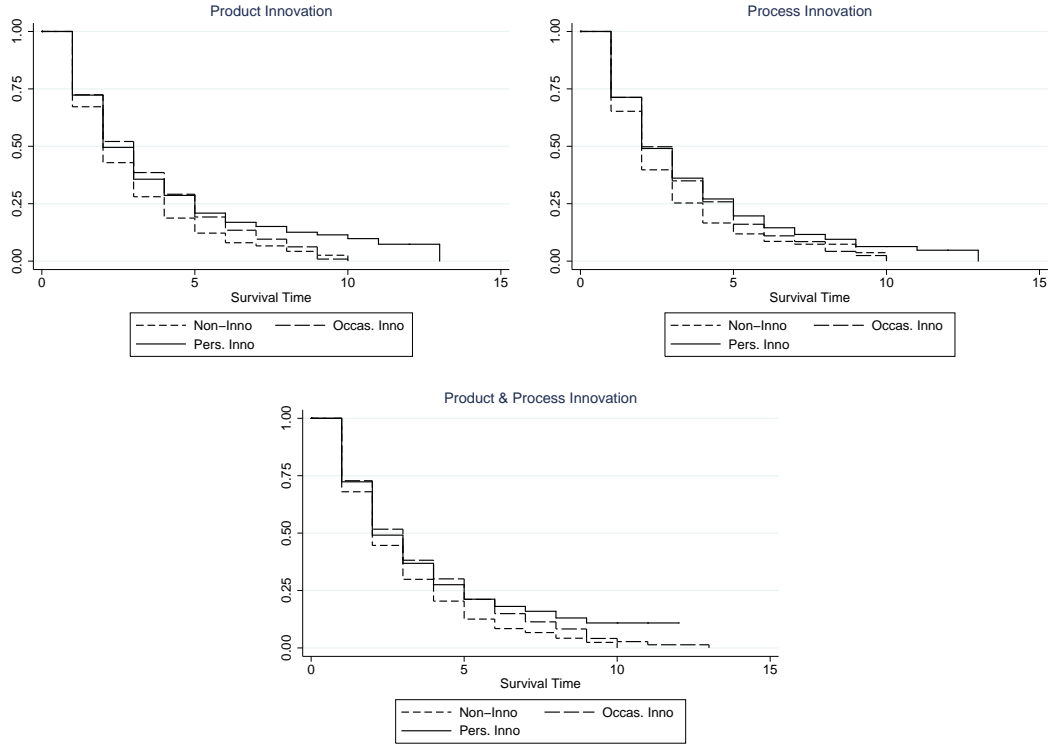 Product Innovation
1.00
0.75
0.50
0.25
0.00
0 5 10 15
Survival Time
Non−Inno Occas. Inno
Pers. Inno
Process Innovation
1.00
0.75
0.50
0.25
0.00
0 5 10 15
Survival Time
Non−Inno Occas. Inno
Pers. Inno
Product & Process Innovation
1.00
0.75
0.50
0.25
0.00
0 5 10 15
Survival Time
Non−Inno Occas. Inno
Pers. Inno